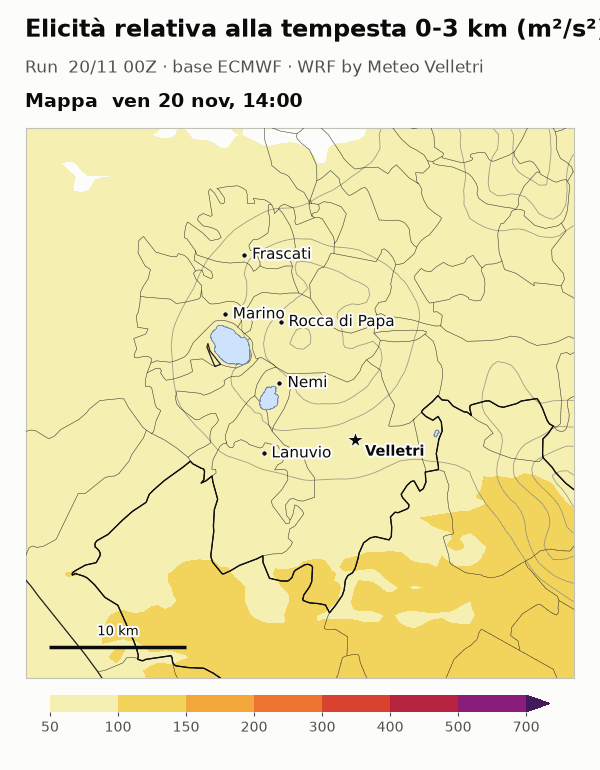 Elicità relativa alla tempesta 0-3 km (m²/s²)
Run  20/11 00Z · base ECMWF · WRF by Meteo Velletri
Mappa  ven 20 nov, 14:00
Frascati
Marino
Rocca di Papa
Nemi
Velletri
Lanuvio
10 km
50 100 150 200 300 400 500 700